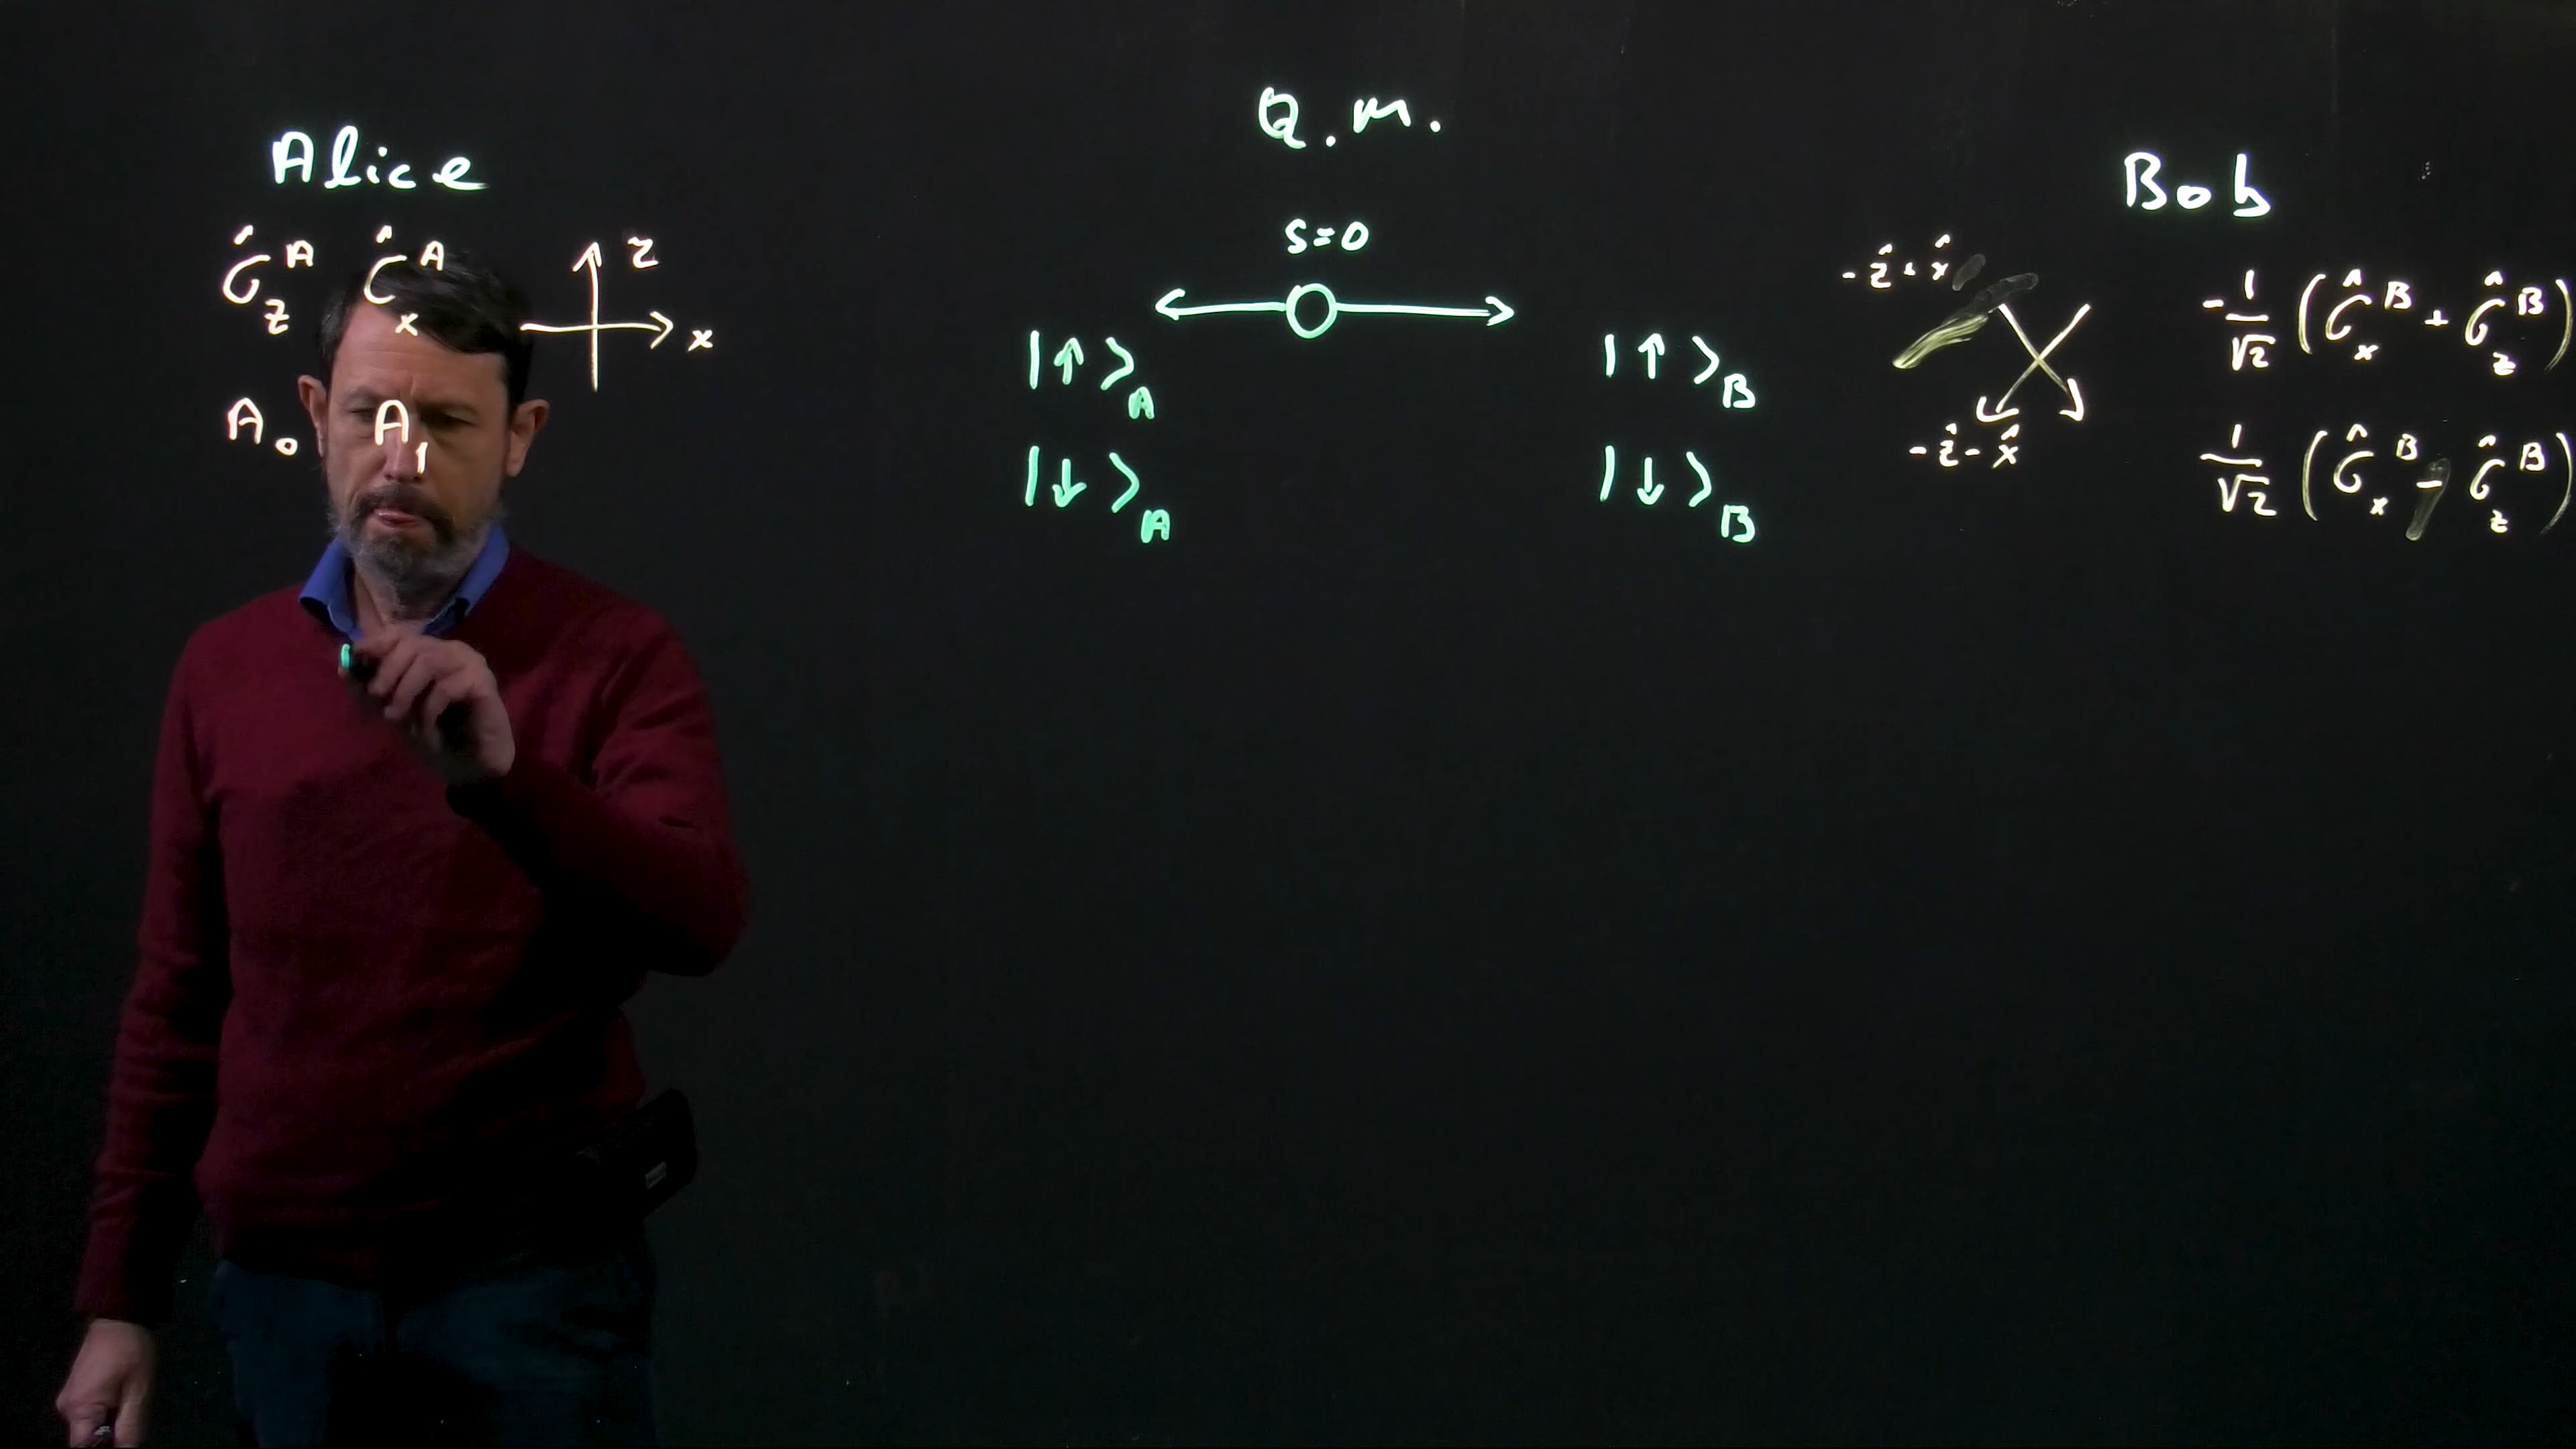 Q.M.
Alice
Bob
σ̂_z^A σ̂_x^A
z
x
S=0
-ẑ+x̂
-1/√2 (σ̂_x^B + σ̂_z^B)
|↑>_A
|↑>_B
A_0 A_1
-ẑ-x̂
1/√2 (σ̂_x^B - σ̂_z^B)
|↓>_A
|↓>_B